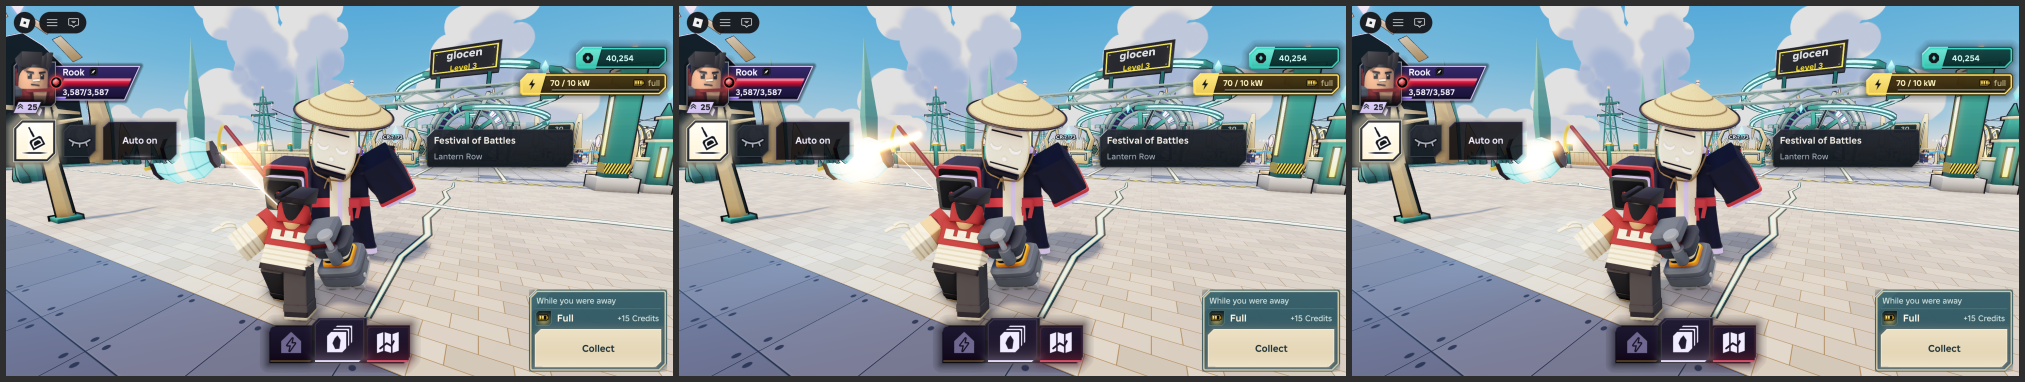 glocen
Level 3
40,254
Rook
70 / 10 kW
full
3,587/3,587
25
Auto on
Festival of Battles
Lantern Row
While you were away
Full
+15 Credits
Collect
glocen
Level 3
40,254
Rook
70 / 10 kW
full
3,587/3,587
25
Auto on
Festival of Battles
Lantern Row
While you were away
Full
+15 Credits
Collect
glocen
Level 3
40,254
Rook
70 / 10 kW
full
3,587/3,587
25
Auto on
Festival of Battles
Lantern Row
While you were away
Full
+15 Credits
Collect